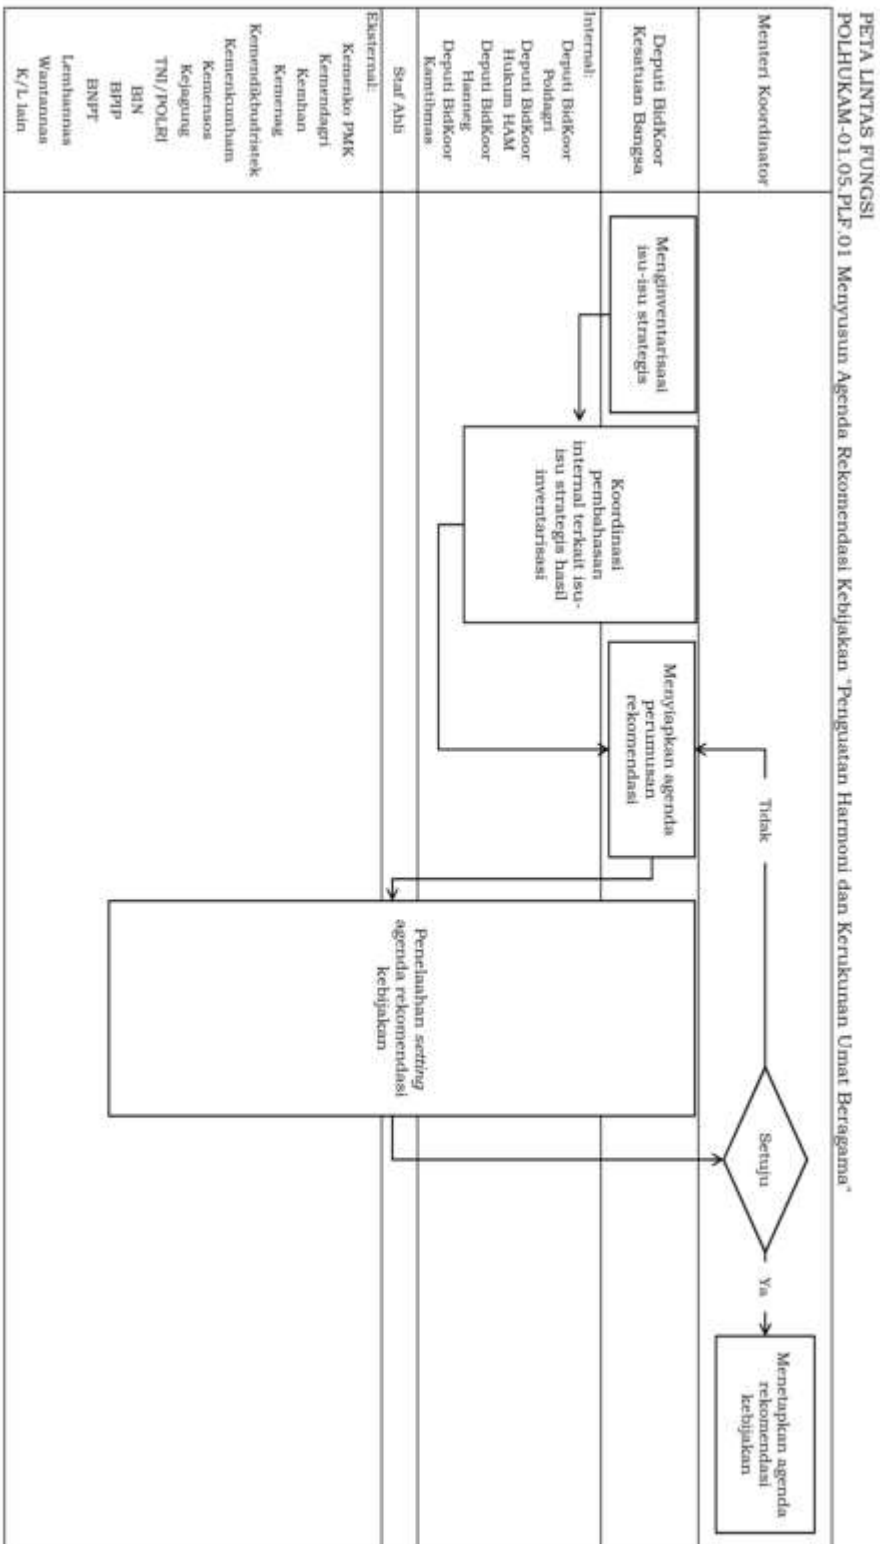 PETA LINTAS FUNGSI
POLHUKAM-01.05.PLF.01 Menyusun Agenda Rekomendasi Kebijakan "Penguatan Harmoni dan Kerukunan Umat Beragama"
Menteri Koordinator
Tidak
Setuju
Ya
Menetapkan agenda
rekomendasi
kebijakan
Deputi BidKoor
Kesatuan Bangsa
Menginventarisasi
isu-isu strategis
Koordinasi
pembahasan
internal terkait isu-
isu strategis hasil
inventarisasi
Menyiapkan agenda
perumusan
rekomendasi
Penelaahan setting
agenda rekomendasi
kebijakan
Internal:
Deputi BidKoor
Poldagri
Deputi BidKoor
Hukum HAM
Deputi BidKoor
Hanneg
Deputi BidKoor
Kamtibmas
Staf Ahli
Eksternal:
Kemenko PMK
Kemendagri
Kemhan
Kemenag
Kemendikbudristek
Kemenkumham
Kemensos
Kejagung
TNI/POLRI
BIN
BPIP
BNPT
Lemhannas
Wantannas
K/L lain